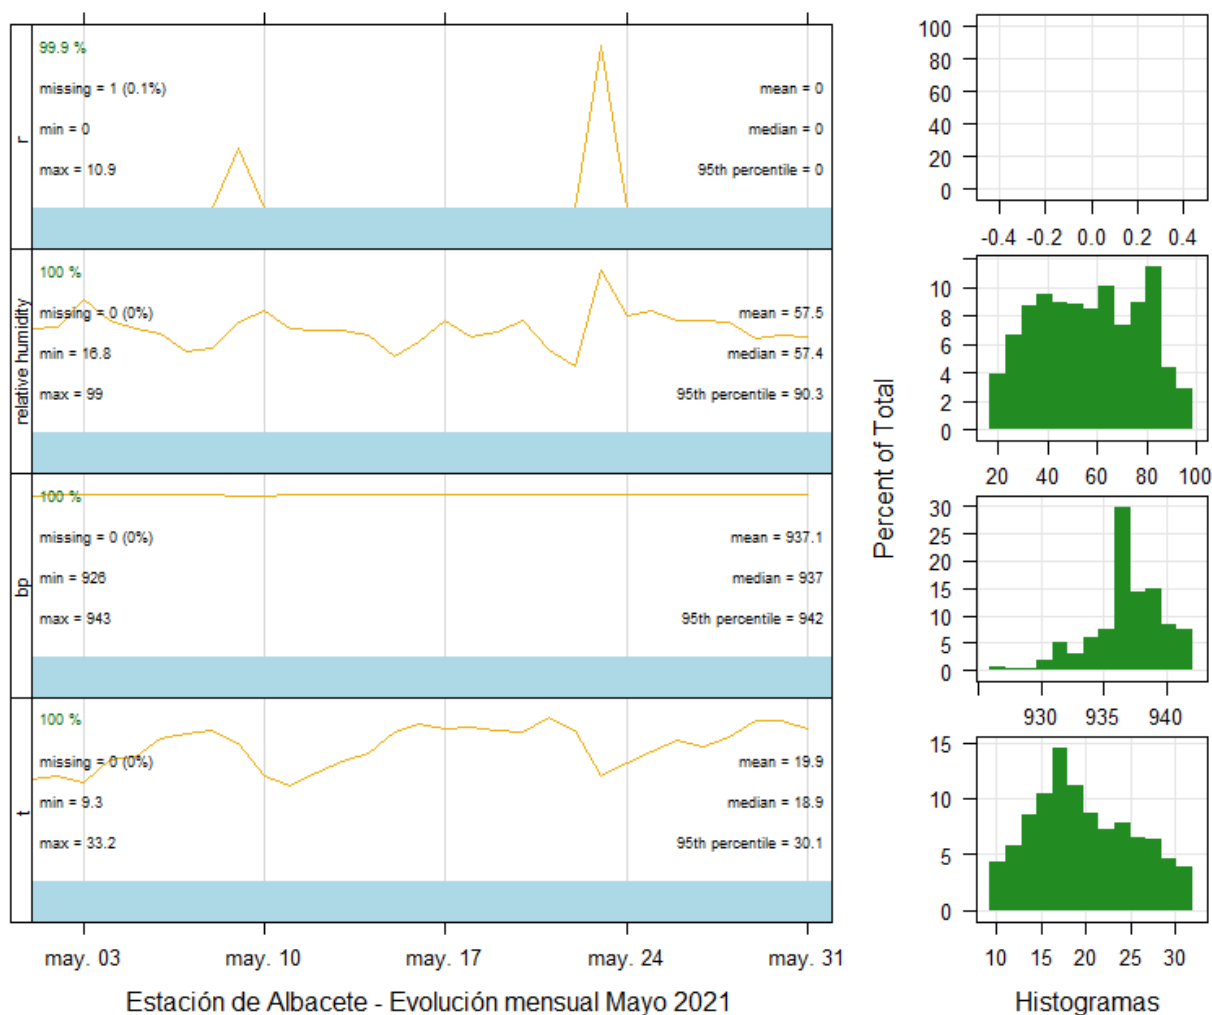 r
99.9 %
missing = 1 (0.1%)
min = 0
max = 10.9
mean = 0
median = 0
95th percentile = 0
relative humidity
100 %
missing = 0 (0%)
min = 16.8
max = 99
mean = 57.5
median = 57.4
95th percentile = 90.3
bp
100 %
missing = 0 (0%)
min = 926
max = 943
mean = 937.1
median = 937
95th percentile = 942
t
100 %
missing = 0 (0%)
min = 9.3
max = 33.2
mean = 19.9
median = 18.9
95th percentile = 30.1
may. 03 may. 10 may. 17 may. 24 may. 31
Estación de Albacete - Evolución mensual Mayo 2021
Percent of Total
100
80
60
40
20
0
-0.4 -0.2 0.0 0.2 0.4
10
8
6
4
2
0
20 40 60 80 100
30
25
20
15
10
5
0
930 935 940
15
10
5
0
10 15 20 25 30
Histogramas